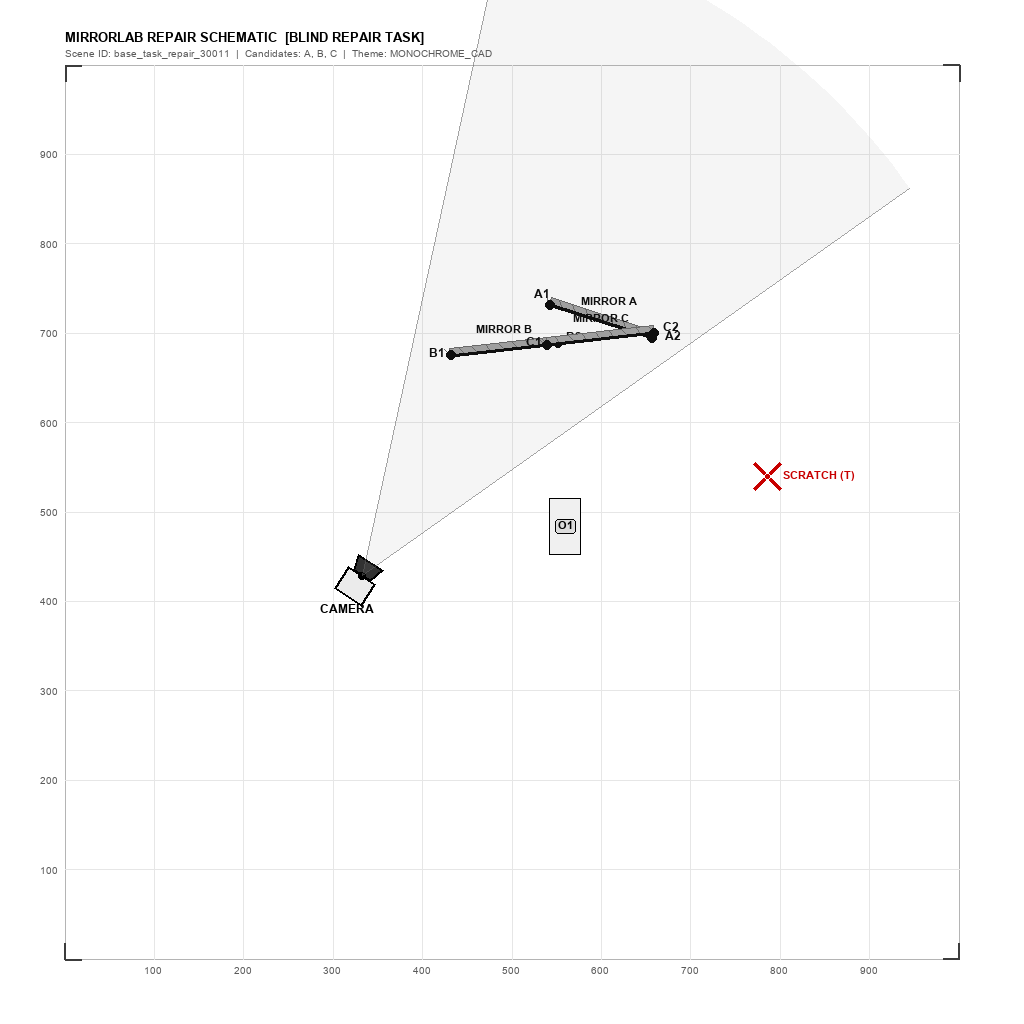 MIRRORLAB REPAIR SCHEMATIC [BLIND REPAIR TASK]
Scene ID: base_task_repair_30011 | Candidates: A, B, C | Theme: MONOCHROME_CAD
900
800
700
600
500
400
300
200
100
A1
MIRROR A
MIRROR C
MIRROR B
C1
C2
A2
B1
SCRATCH (T)
O1
CAMERA
100
200
300
400
500
600
700
800
900